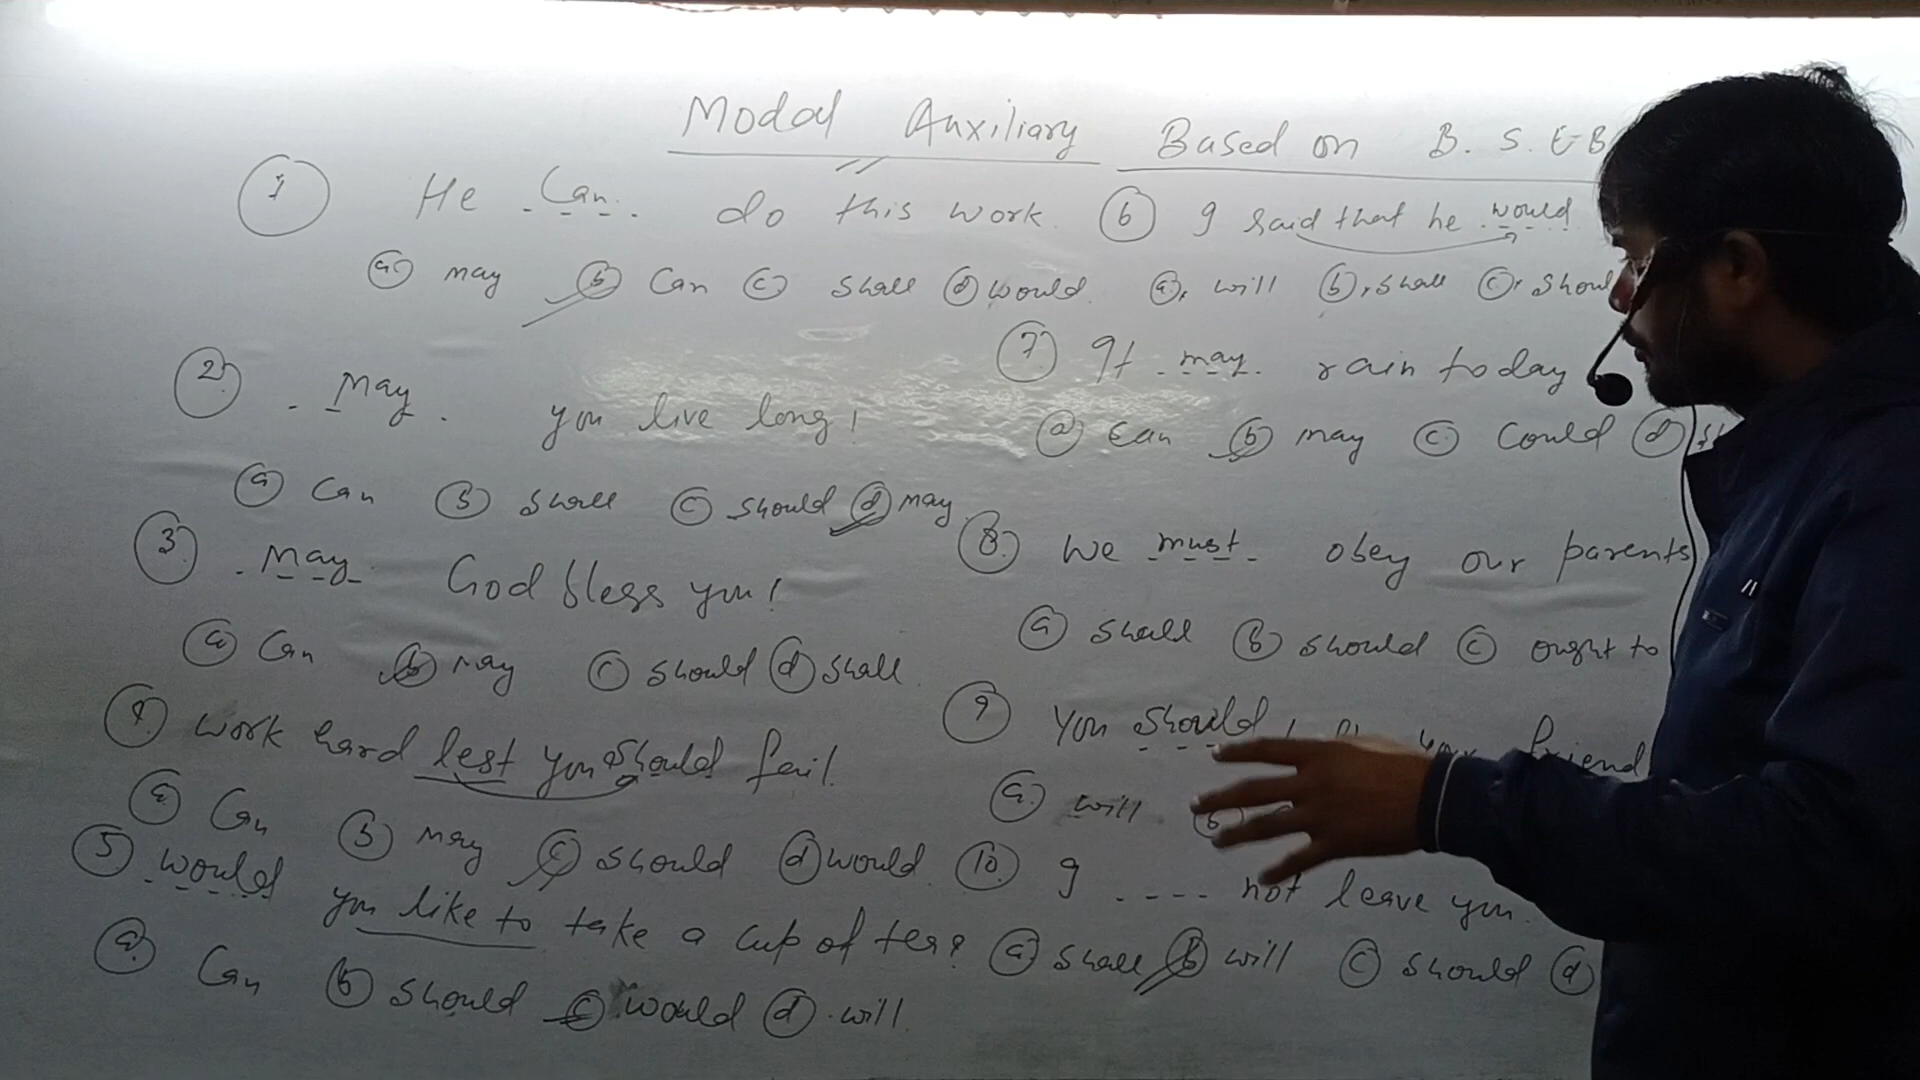 Modal Auxiliary Based on B. S. E B
1 He .Can. do this work.
a may b Can c shall d would.
2. May. you live long!
a Can b shall c should d may
3. .May. God bless you!
a Can b may c should d shall.
4 work hard lest you should fail.
a Can b may c should d would.
5 would you like to take a cup of tea?
a Can b should c would d will.
6 I said that he would
a, will b, shall c, shoul
7. It .may. rain today
a can b may c could d
8. We must. obey our parents
a should b should c ought to
9 You should your friend
a. will b
10. I ---- not leave you.
a shall b will c should d